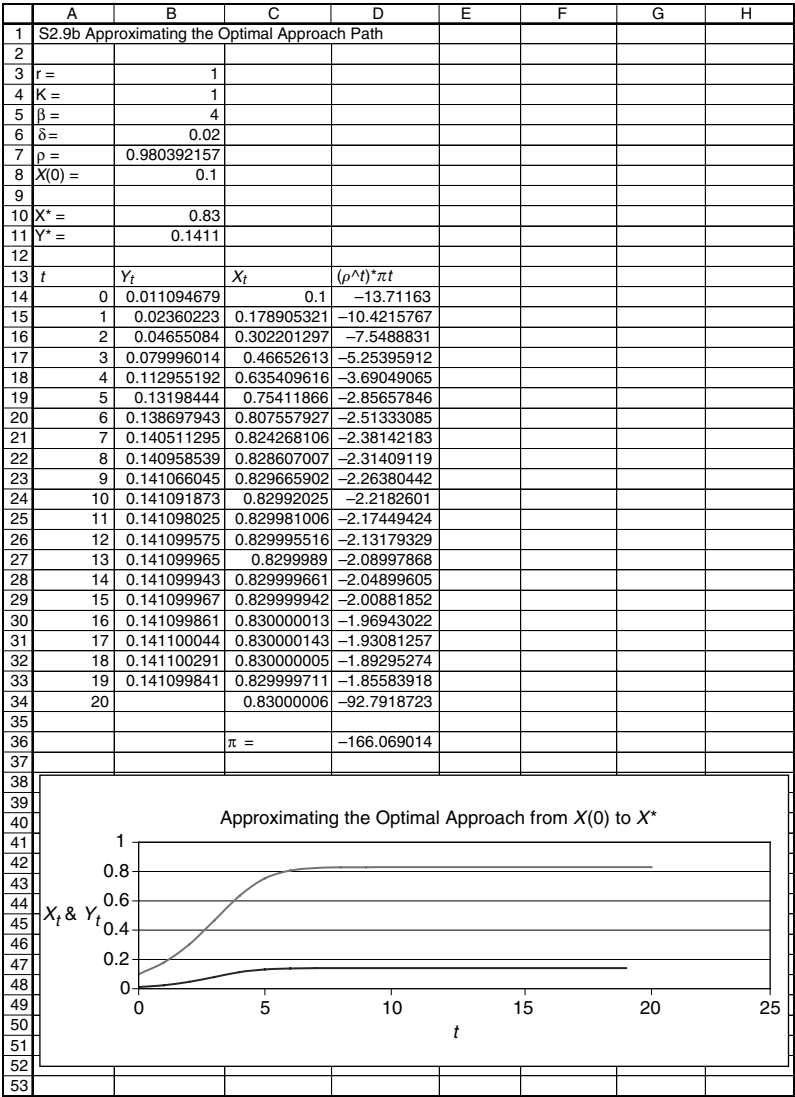 A B C D E F G H
1 S2.9b Approximating the Optimal Approach Path
2
3 r = 1
4 K = 1
5 β = 4
6 δ = 0.02
7 ρ = 0.980392157
8 X(0) = 0.1
9
10 X* = 0.83
11 Y* = 0.1411
12
13 t Yt Xt (ρ^t)*πt
14 0 0.011094679 0.1 –13.71163
15 1 0.02360223 0.178905321 –10.4215767
16 2 0.04655084 0.302201297 –7.5488831
17 3 0.079996014 0.46652613 –5.25395912
18 4 0.112955192 0.635409616 –3.69049065
19 5 0.13198444 0.75411866 –2.85657846
20 6 0.138697943 0.807557927 –2.51333085
21 7 0.140511295 0.824268106 –2.38142183
22 8 0.140958539 0.828607007 –2.31409119
23 9 0.141066045 0.829665902 –2.26380442
24 10 0.141091873 0.82992025 –2.2182601
25 11 0.141098025 0.829981006 –2.17449424
26 12 0.141099575 0.829995516 –2.13179329
27 13 0.141099965 0.8299989 –2.08997868
28 14 0.141099943 0.829999661 –2.04899605
29 15 0.141099967 0.829999942 –2.00881852
30 16 0.141099861 0.830000013 –1.96943022
31 17 0.141100044 0.830000143 –1.93081257
32 18 0.141100291 0.830000005 –1.89295274
33 19 0.141099841 0.829999711 –1.85583918
34 20 0.83000006 –92.7918723
35
36 π = –166.069014
37
38
39
40 Approximating the Optimal Approach from X(0) to X*
41 1
42 0.8
43
44 0.6
Xt & Yt
45 0.4
46
47 0.2
48 0
49 0 5 10 15 20 25
50
51 t
52
53